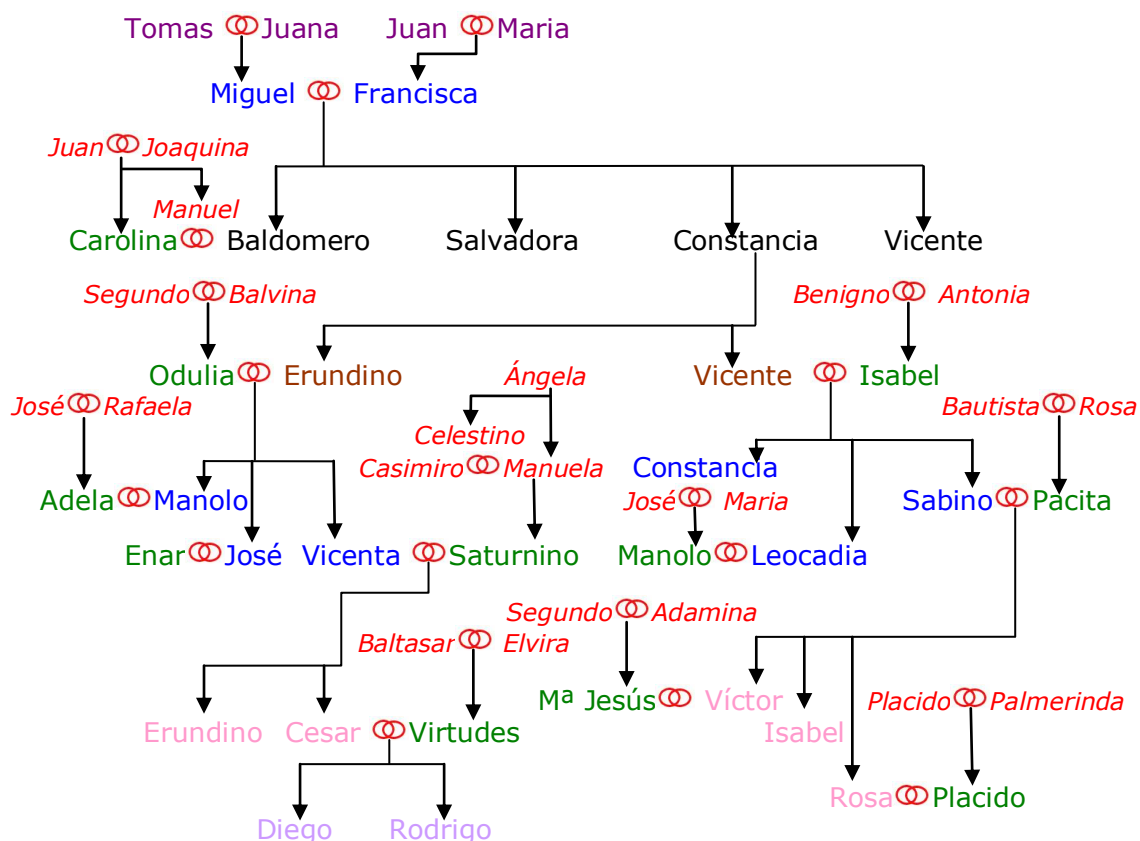 Tomas Juana Juan Maria
Miguel Francisca
Juan Joaquina
Manuel
Carolina Baldomero Salvadora Constancia Vicente
Segundo Balvina Benigno Antonia
Odulia Erundino Ángela Vicente Isabel
José Rafaela Bautista Rosa
Celestino
Casimiro Manuela Constancia
Adela Manolo José Maria Sabino Pacita
Enar José Vicenta Saturnino Manolo Leocadia
Segundo Adamina
Baltasar Elvira
Mª Jesús Víctor Placido Palmerinda
Erundino Cesar Virtudes Isabel
Rosa Placido
Diego Rodrigo